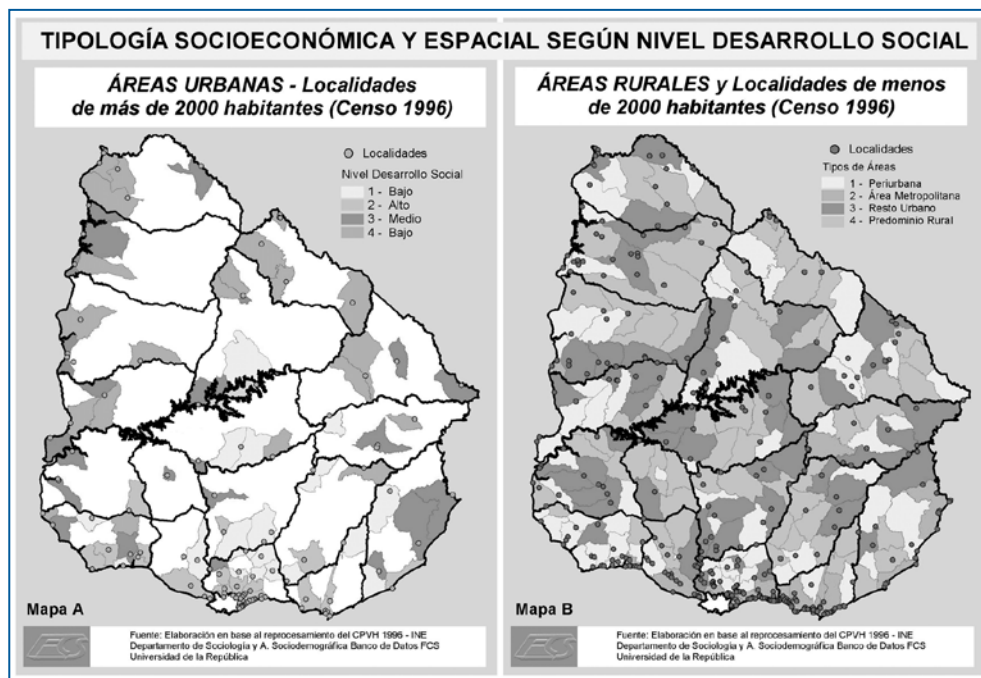 TIPOLOGÍA SOCIOECONÓMICA Y ESPACIAL SEGÚN NIVEL DESARROLLO SOCIAL
ÁREAS URBANAS - Localidades
de más de 2000 habitantes (Censo 1996)
Localidades
Nivel Desarrollo Social
1 - Bajo
2 - Alto
3 - Medio
4 - Bajo
Mapa A
FCS
Fuente: Elaboración en base al reprocesamiento del CPVH 1996 - INE
Departamento de Sociología y A. Sociodemográfica Banco de Datos FCS
Universidad de la República
ÁREAS RURALES y Localidades de menos
de 2000 habitantes (Censo 1996)
Localidades
Tipos de Áreas
1 - Periurbana
2 - Área Metropolitana
3 - Resto Urbano
4 - Predominio Rural
Mapa B
FCS
Fuente: Elaboración en base al reprocesamiento del CPVH 1996 - INE
Departamento de Sociología y A. Sociodemográfica Banco de Datos FCS
Universidad de la República